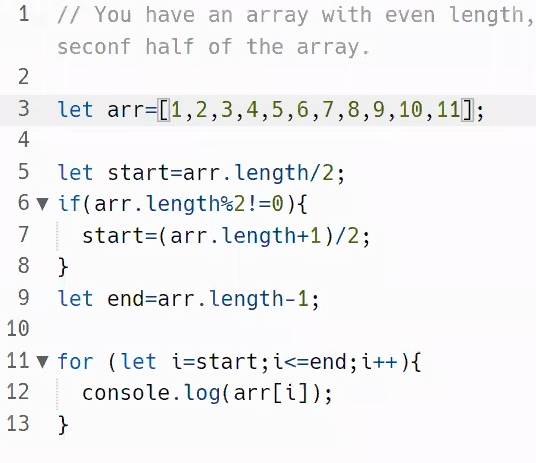 1 // You have an array with even length,
seconf half of the array.
2
3 let arr=[1,2,3,4,5,6,7,8,9,10,11];
4
5 let start=arr.length/2;
6 ▼ if(arr.length%2!=0){
7 start=(arr.length+1)/2;
8 }
9 let end=arr.length-1;
10
11 ▼ for (let i=start;i<=end;i++){
12 console.log(arr[i]);
13 }